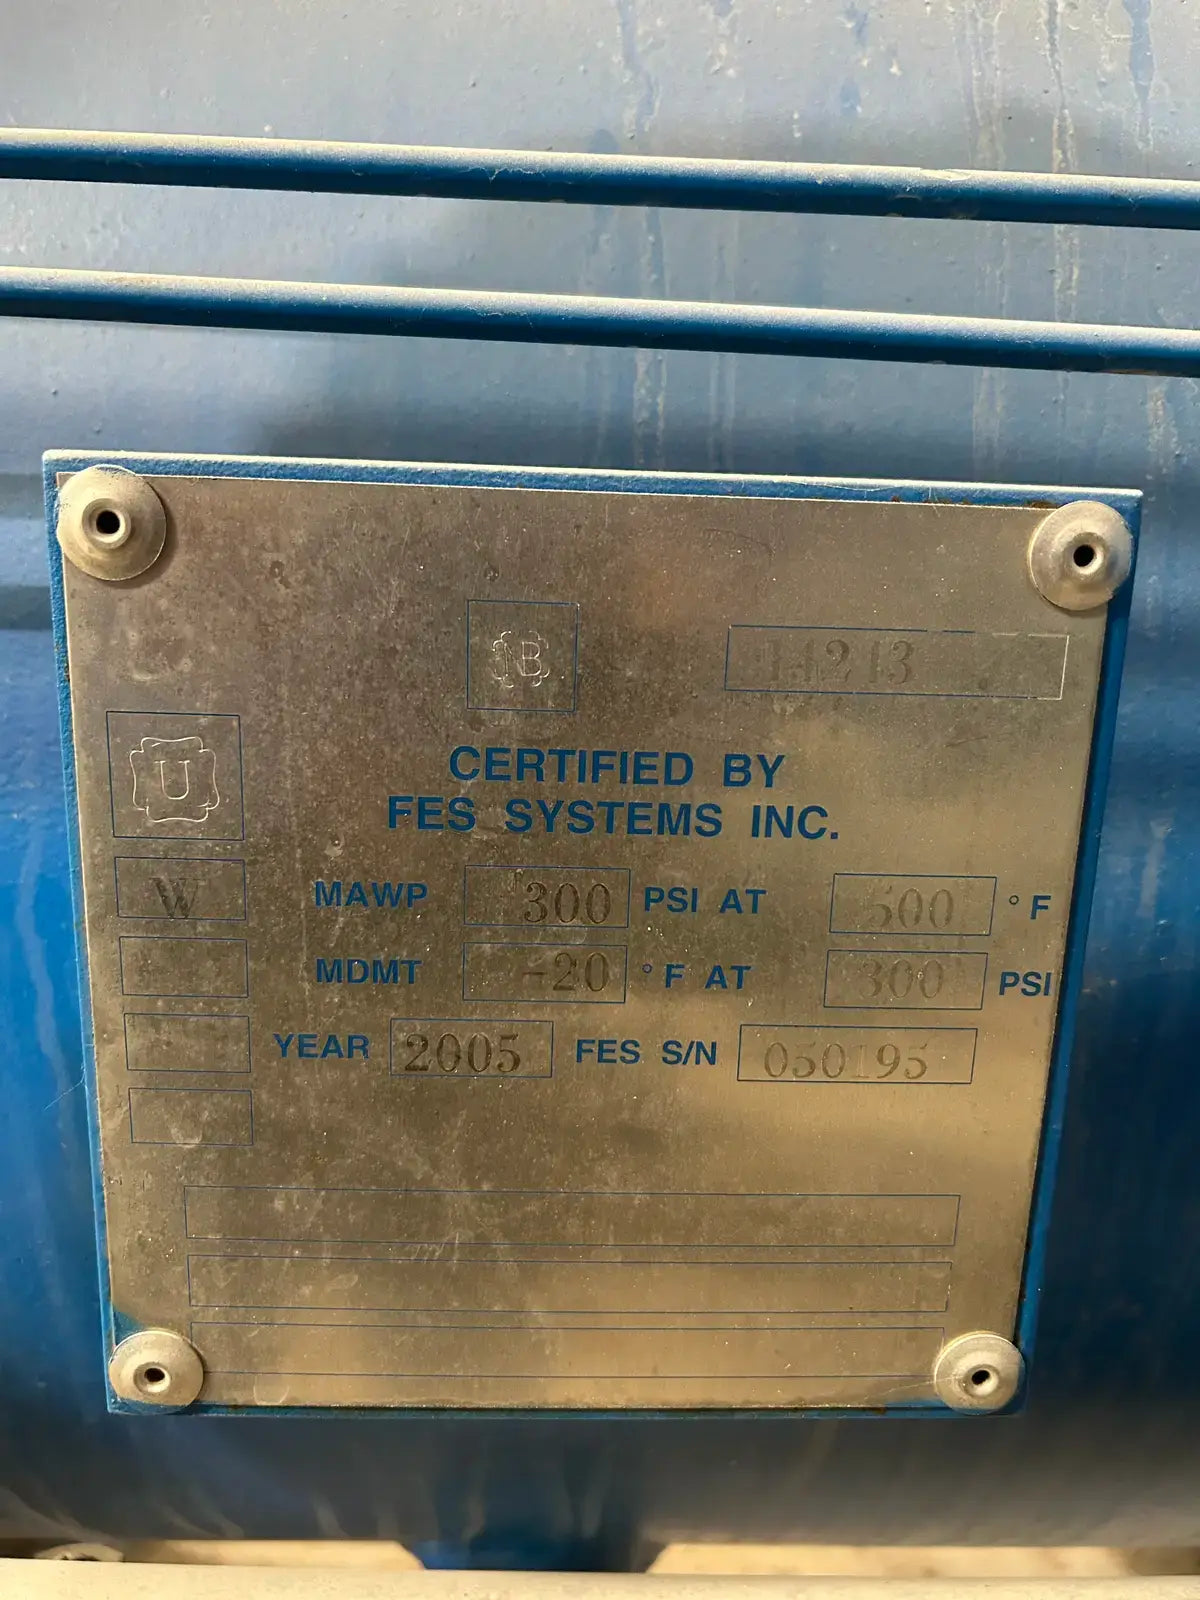 NB 14213
U
CERTIFIED BY
FES SYSTEMS INC.
W MAWP 300 PSI AT 500 °F
MDMT -20 °F AT 300 PSI
YEAR 2005 FES S/N 050195